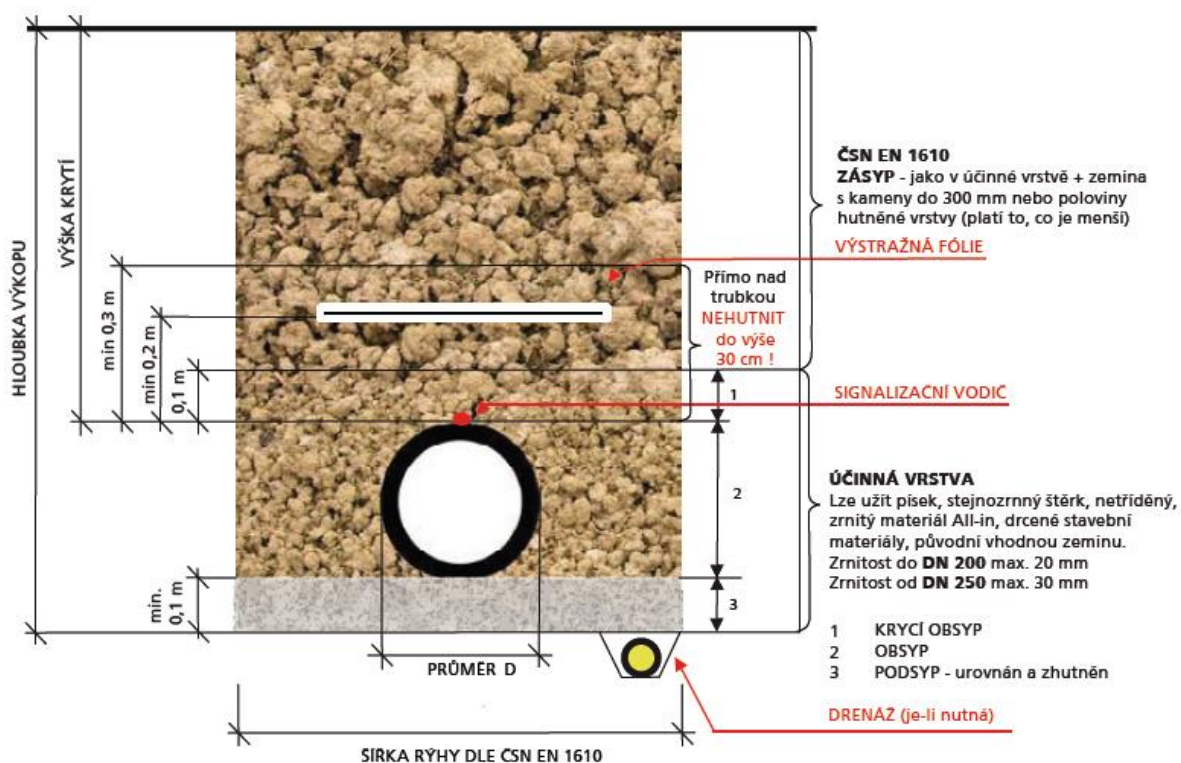 HLOUBKA VÝKOPU
VÝŠKA KRYTÍ
min 0,3 m
min 0,2 m
0,1 m
min.
0,1 m
PRŮMĚR D
ŠÍRKA RÝHY DLE ČSN EN 1610
Přímo nad
trubkou
NEHUTNIT
do výše
30 cm !
1
2
3
ČSN EN 1610
ZÁSYP - jako v účinné vrstvě + zemina
s kameny do 300 mm nebo poloviny
hutněné vrstvy (platí to, co je menší)
VÝSTRAŽNÁ FÓLIE
SIGNALIZAČNÍ VODIČ
ÚČINNÁ VRSTVA
Lze užít písek, stejnozrnný štěrk, netříděný,
zrnitý materiál All-in, drcené stavební
materiály, původní vhodnou zeminu.
Zrnitost do DN 200 max. 20 mm
Zrnitost od DN 250 max. 30 mm
1 KRYCÍ OBSYP
2 OBSYP
3 PODSYP - urovnán a zhutněn
DRENÁŽ (je-li nutná)